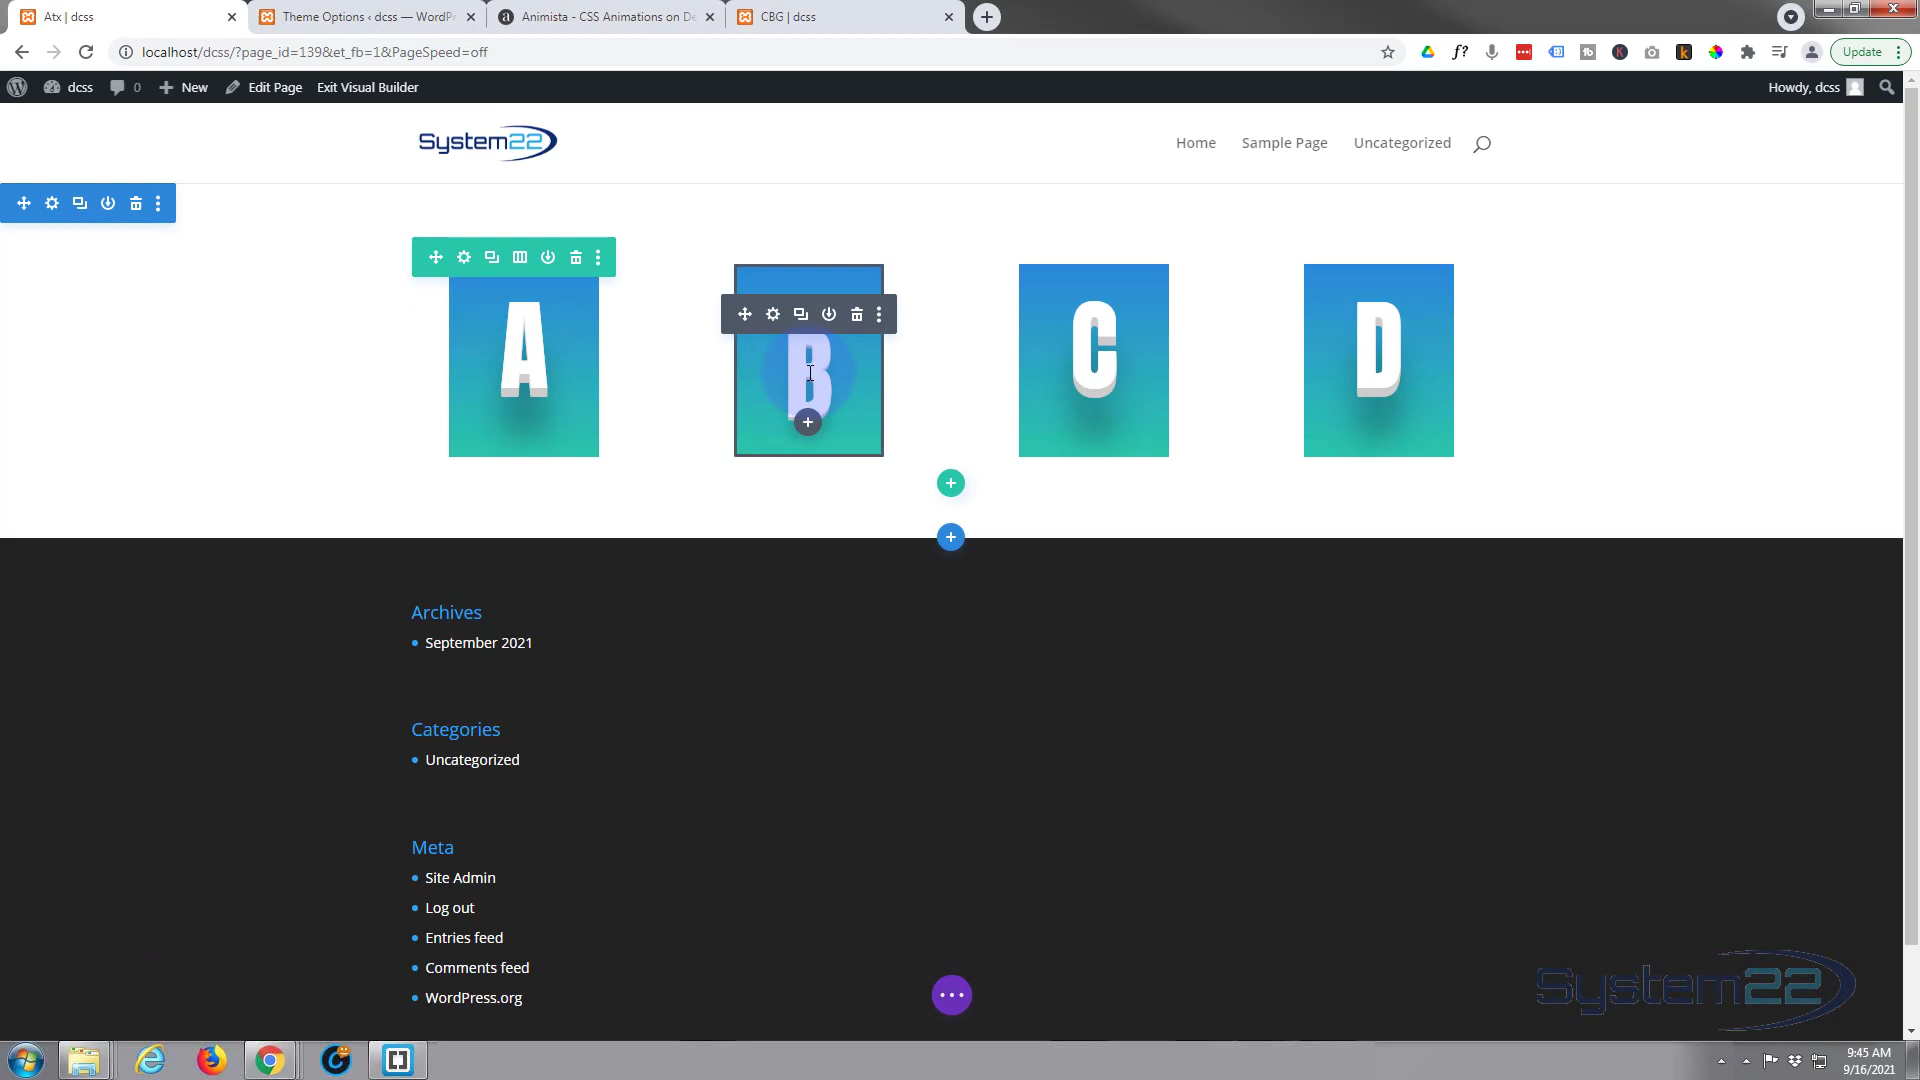 Atx | dcss
Theme Options ‹ dcss — WordPr
Animista - CSS Animations on De
CBG | dcss
localhost/dcss/?page_id=139&et_fb=1&PageSpeed=off
Update
dcss
0
New
Edit Page
Exit Visual Builder
Howdy, dcss
System22
Home
Sample Page
Uncategorized
A
B
C
D
Archives
September 2021
Categories
Uncategorized
Meta
Site Admin
Log out
Entries feed
Comments feed
WordPress.org
System22
9:45 AM
9/16/2021